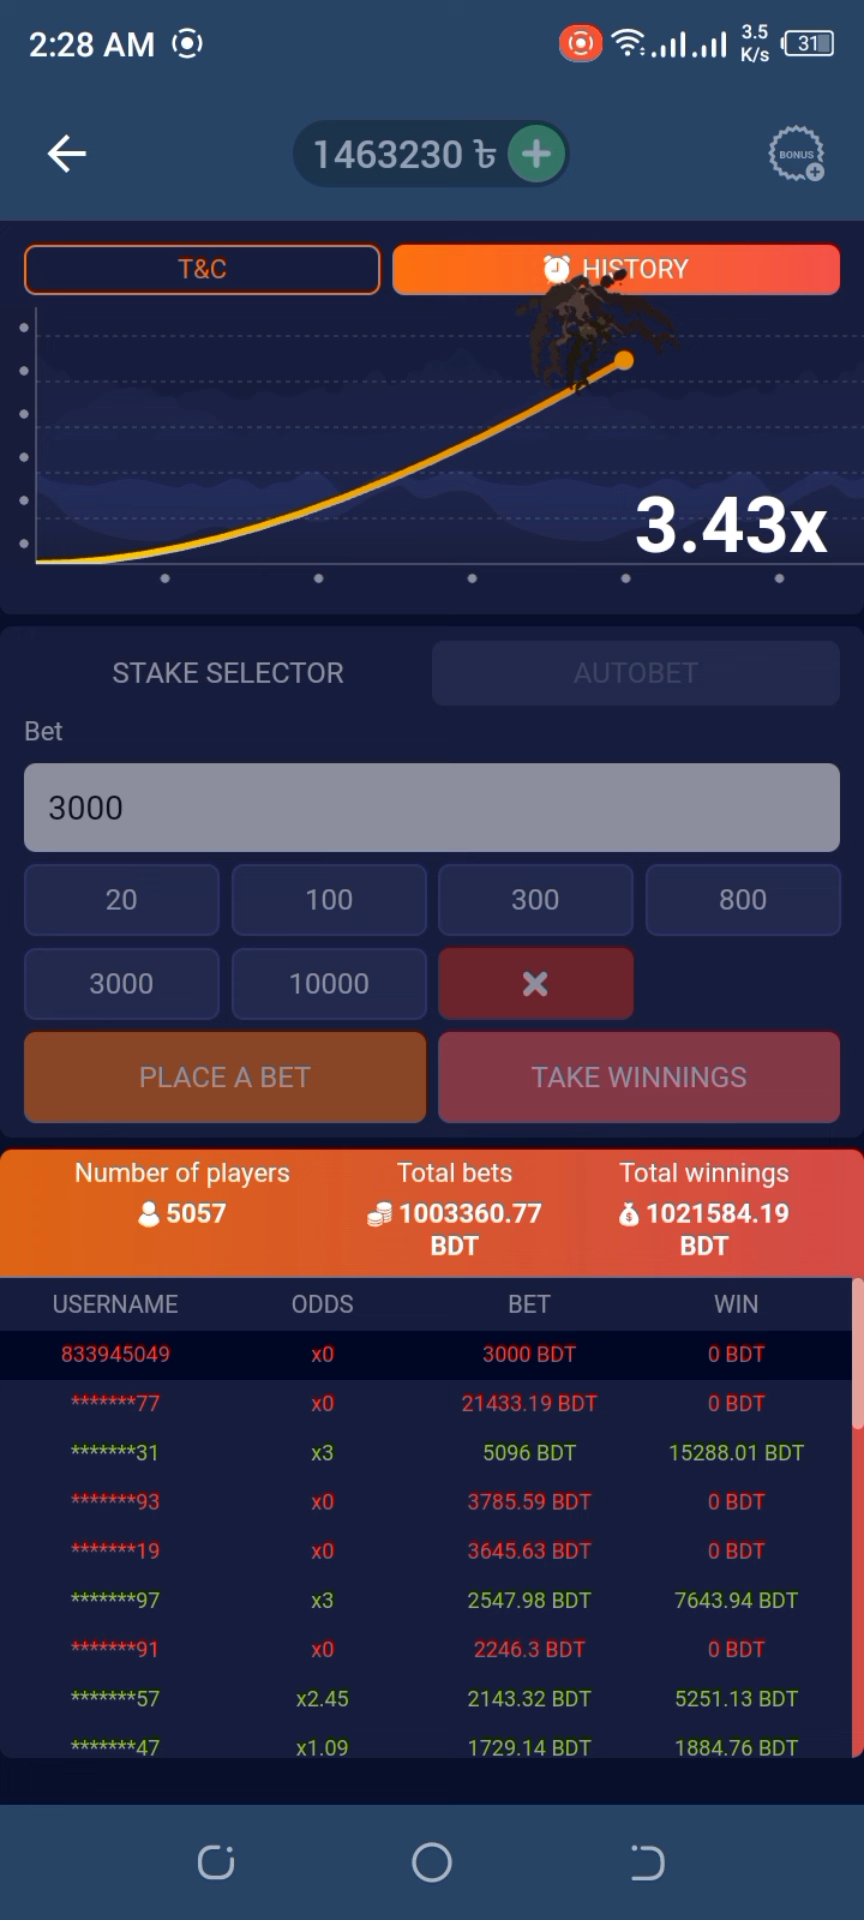 2:28 AM
3.5
K/s
31
1463230 ৳
BONUS
T&C
HISTORY
3.43x
STAKE SELECTOR
AUTOBET
Bet
3000
20 100 300 800
3000 10000
PLACE A BET
TAKE WINNINGS
Number of players Total bets Total winnings
5057 1003360.77 1021584.19
BDT BDT
USERNAME ODDS BET WIN
833945049 x0 3000 BDT 0 BDT
*******77 x0 21433.19 BDT 0 BDT
*******31 x3 5096 BDT 15288.01 BDT
*******93 x0 3785.59 BDT 0 BDT
*******19 x0 3645.63 BDT 0 BDT
*******97 x3 2547.98 BDT 7643.94 BDT
*******91 x0 2246.3 BDT 0 BDT
*******57 x2.45 2143.32 BDT 5251.13 BDT
*******47 x1.09 1729.14 BDT 1884.76 BDT